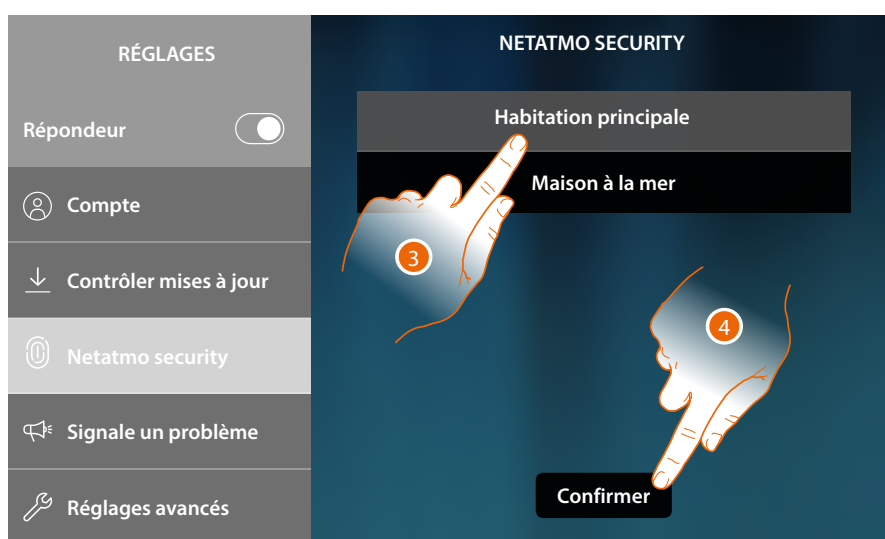 RÉGLAGES
Répondeur
Compte
Contrôler mises à jour
Netatmo security
Signale un problème
Réglages avancés
NETATMO SECURITY
Habitation principale
Maison à la mer
3
4
Confirmer